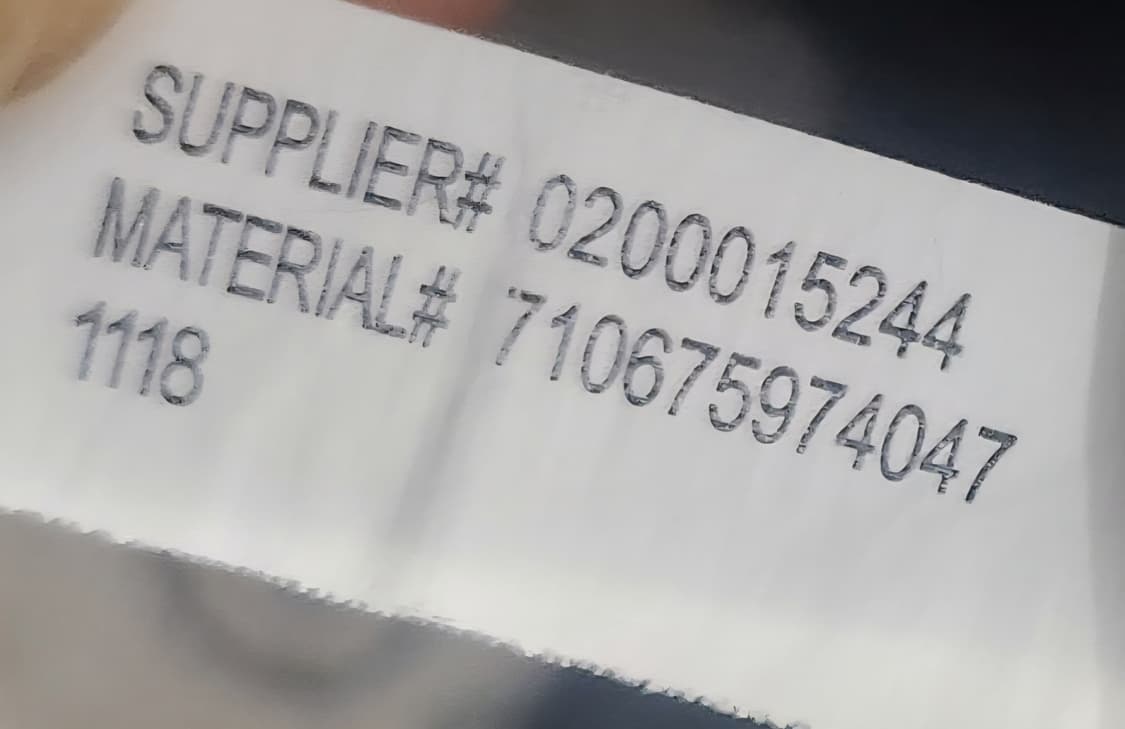 SUPPLIER# 0200015244
MATERIAL# 710675974047
1118